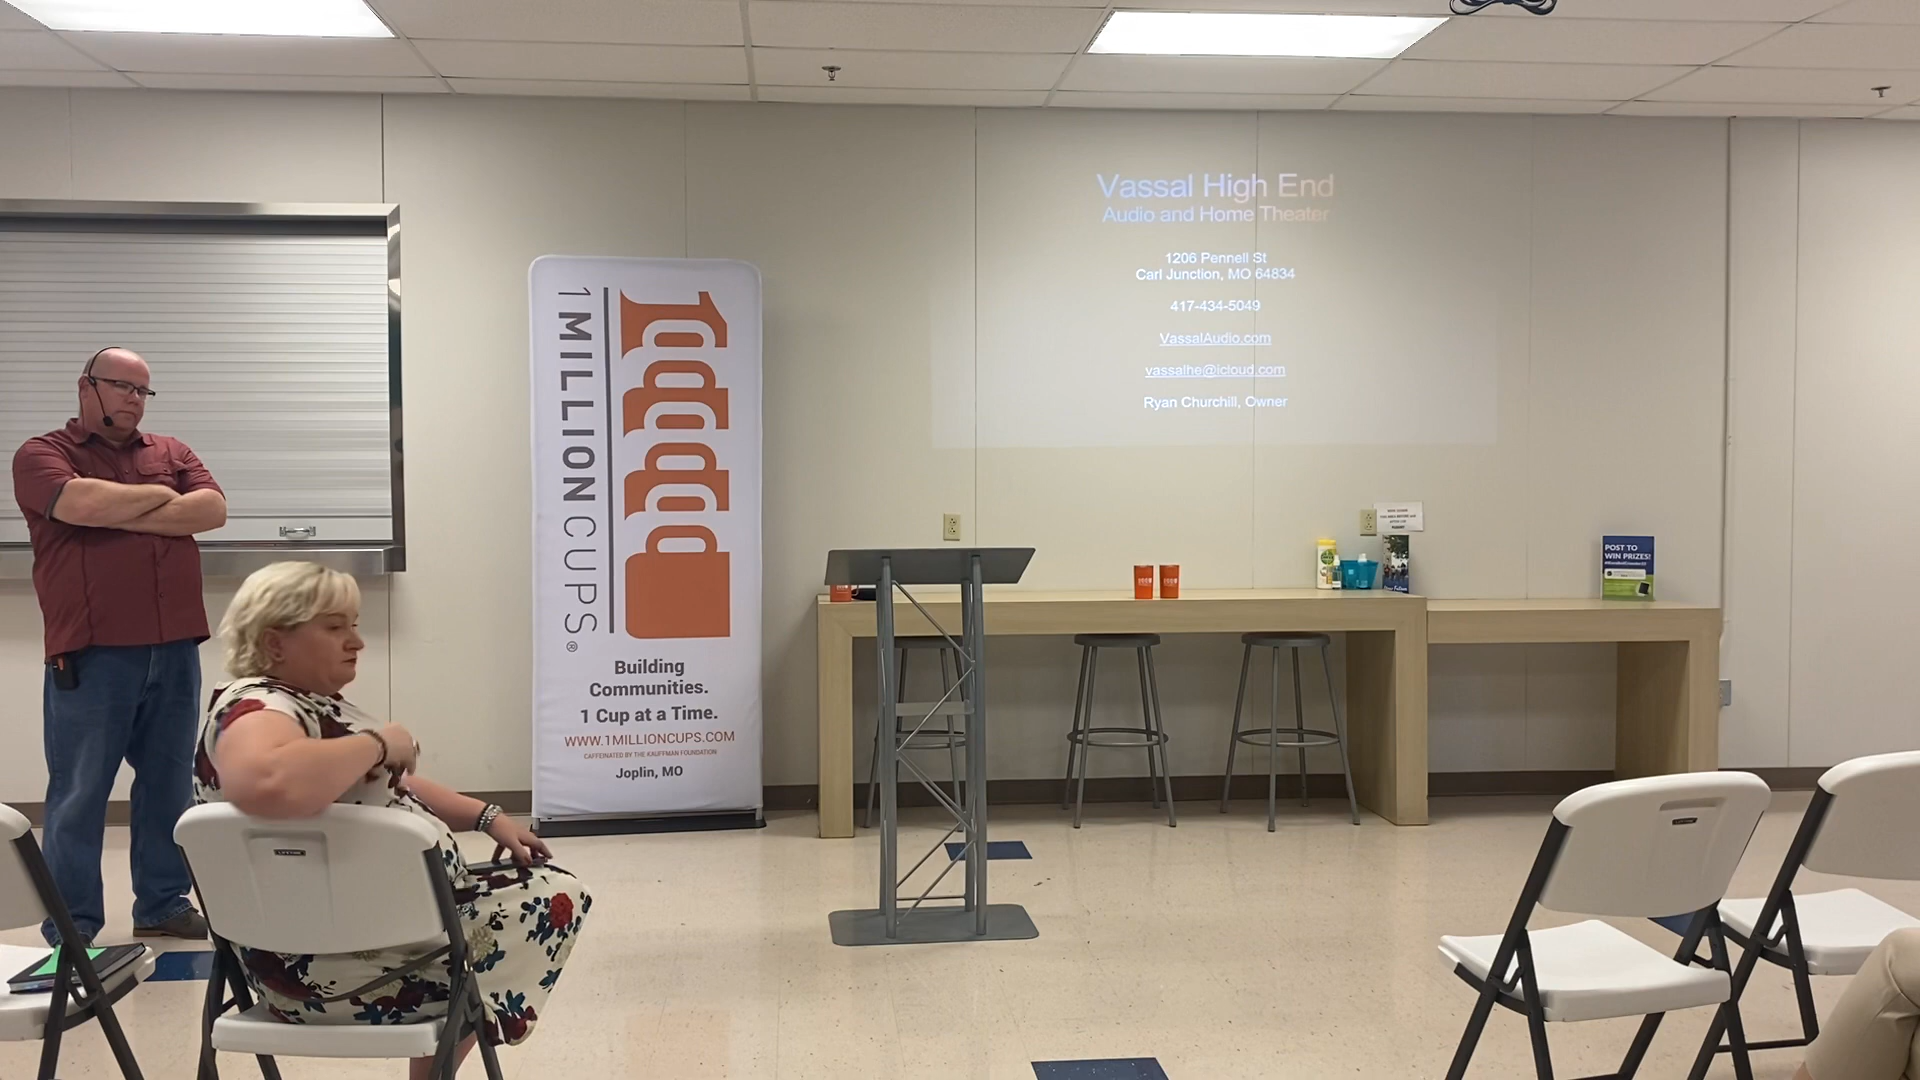 Vassal High End
Audio and Home Theater
1206 Pennell St
Carl Junction, MO 64834
417-434-5049
VassalAudio.com
vassalhe@icloud.com
Ryan Churchill, Owner
1 MILLION CUPS®
Building
Communities.
1 Cup at a Time.
WWW.1MILLIONCUPS.COM
CAFFEINATED BY THE KAUFFMAN FOUNDATION
Joplin, MO
POST TO
WIN PRIZES!
LIFETIME